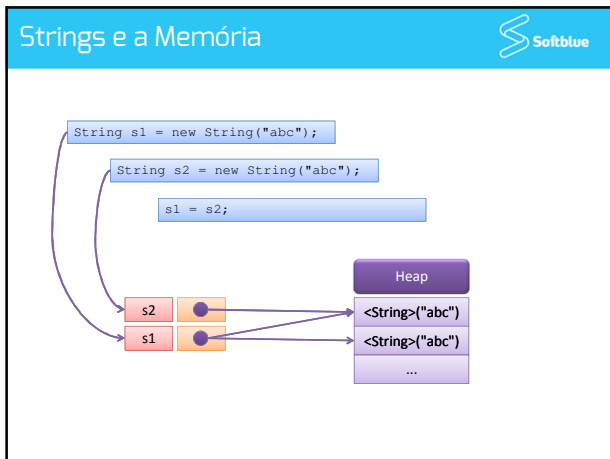 Strings e a Memória
Softblue
String s1 = new String("abc");
String s2 = new String("abc");
s1 = s2;
Heap
s2
<String>("abc")
s1
<String>("abc")
...